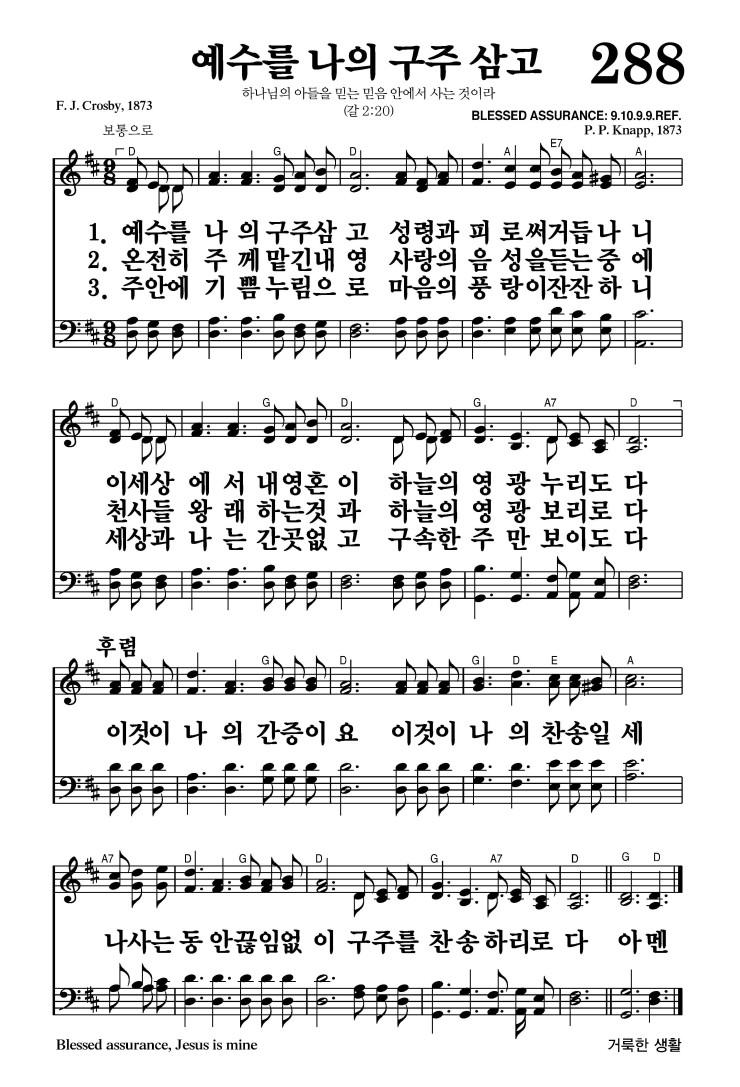 예수를 나의 구주 삼고 288
하나님의 아들을 믿는 믿음 안에서 사는 것이라
(갈 2:20)
F. J. Crosby, 1873
BLESSED ASSURANCE: 9.10.9.9.REF.
P. P. Knapp, 1873
보통으로
D G D A E7 A
1. 예수를 나 의구주삼 고 성령과 피 로써거듭 나 니
2. 온전히 주 께 맡긴내 영 사랑의 음 성을듣는 중 에
3. 주안에 기 쁨 누림으 로 마음의 풍 랑이잔잔 하 니
D G D G A7 D
이세상 에 서 내영혼 이 하늘의 영 광 누리도 다
천사들 왕 래 하는것 과 하늘의 영 광 보리로 다
세상과 나 는 간곳없 고 구속한 주 만 보이도 다
후렴
G D G D E A
이것이 나 의 간증이 요 이것이 나 의 찬송일 세
A7 D G D G A7 D G D
나사는 동 안끊임없 이 구주를 찬 송 하리로 다 아멘
Blessed assurance, Jesus is mine
거룩한 생활